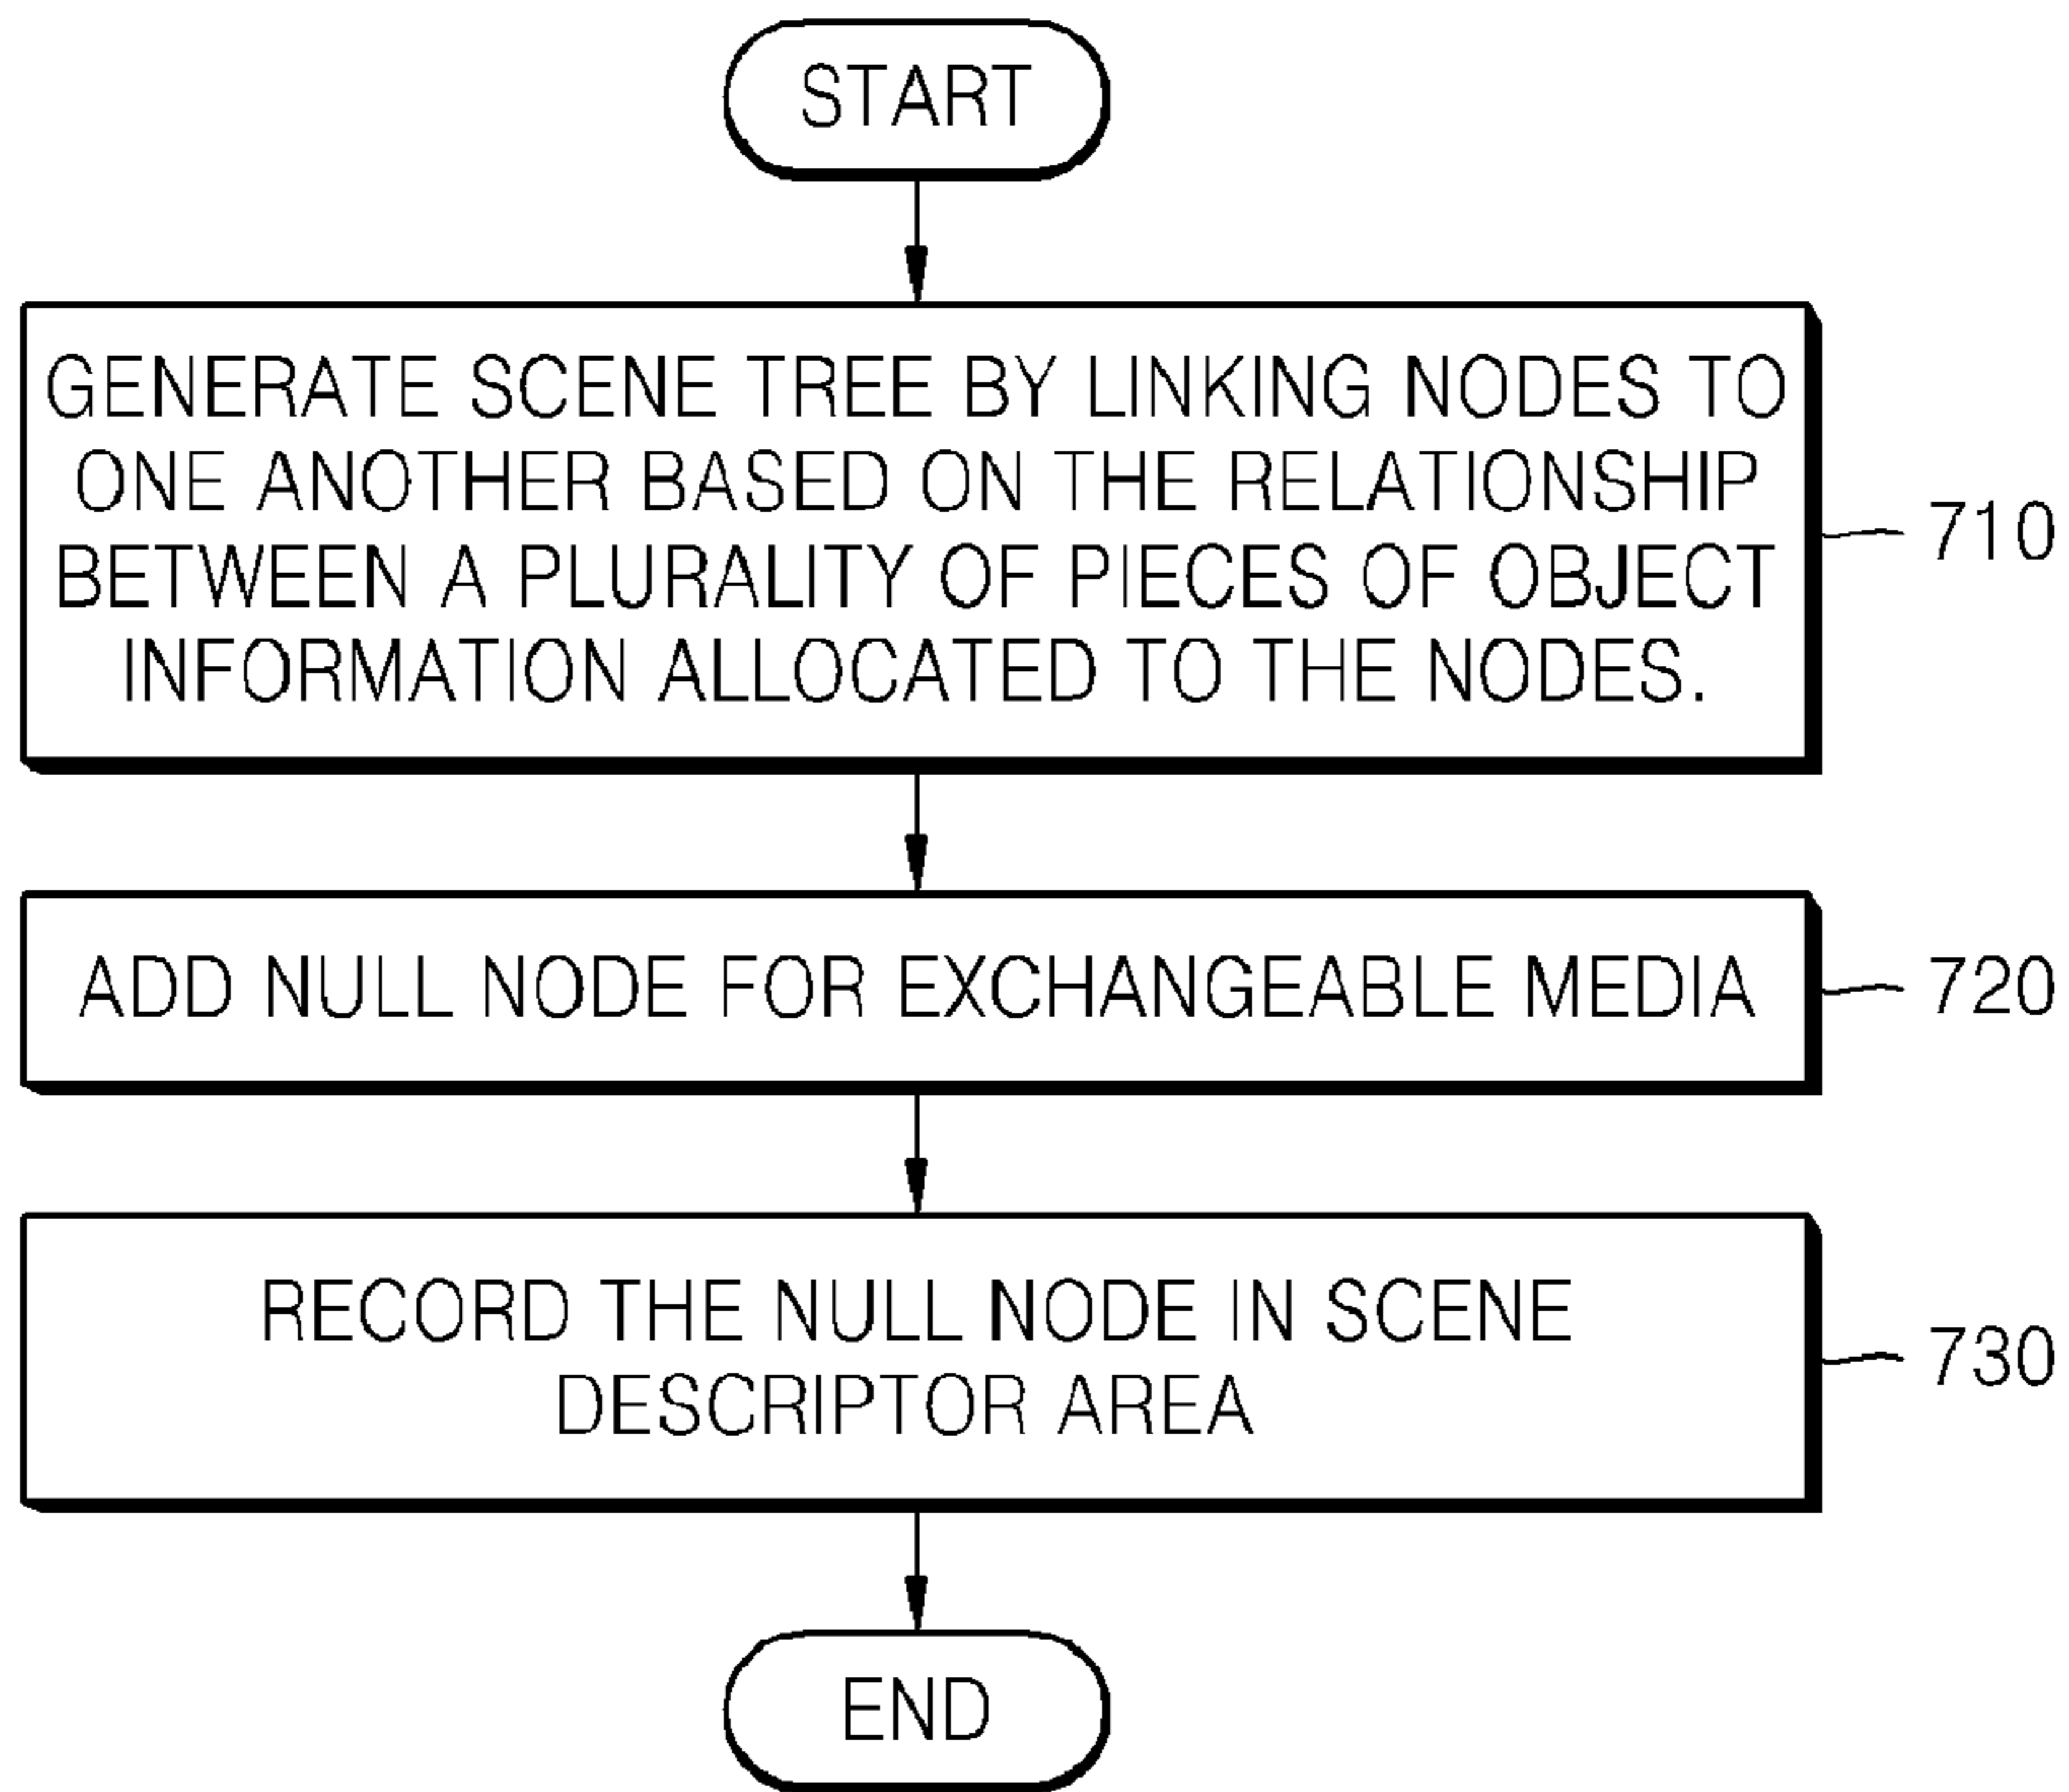 START
GENERATE SCENE TREE BY LINKING NODES TO
ONE ANOTHER BASED ON THE RELATIONSHIP
BETWEEN A PLURALITY OF PIECES OF OBJECT
INFORMATION ALLOCATED TO THE NODES.
710
ADD NULL NODE FOR EXCHANGEABLE MEDIA
720
RECORD THE NULL NODE IN SCENE
DESCRIPTOR AREA
730
END